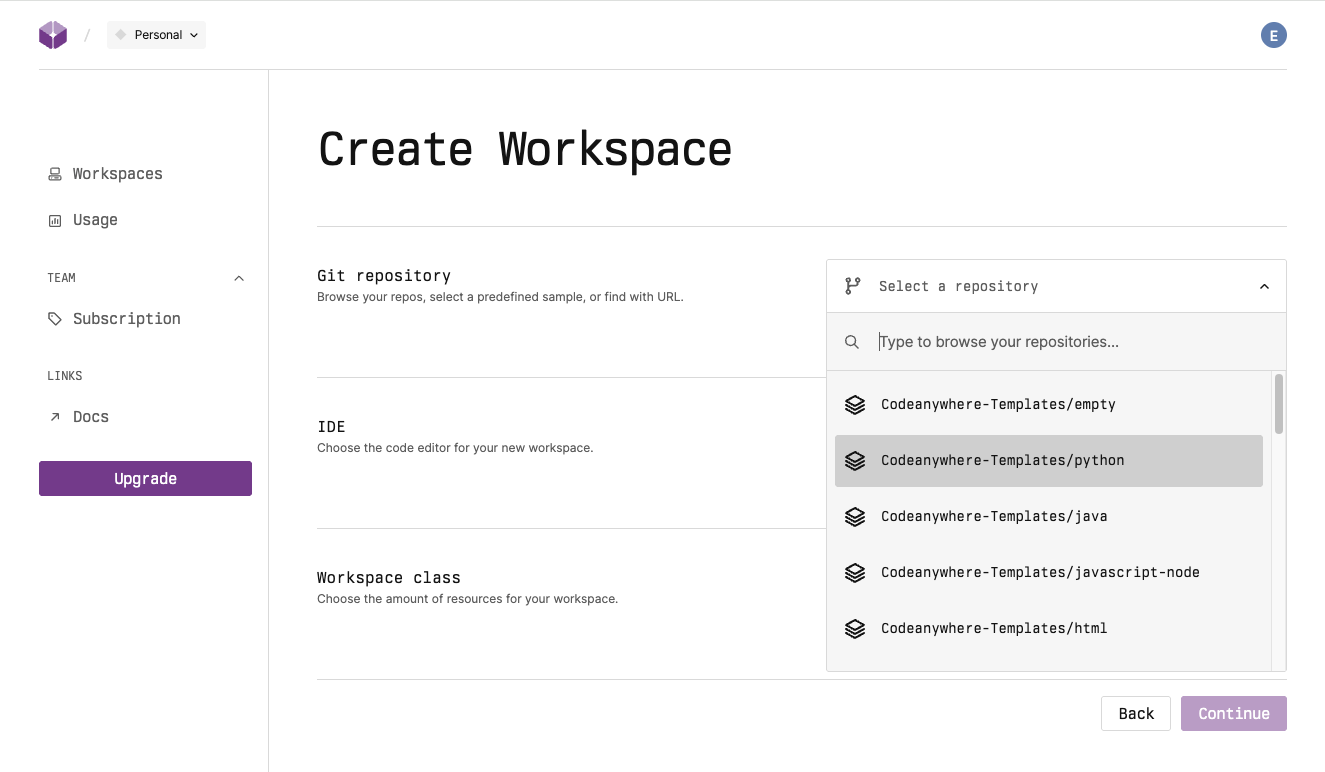 /
Personal
E
Workspaces
Usage
TEAM
Subscription
LINKS
Docs
Upgrade
Create Workspace
Git repository
Browse your repos, select a predefined sample, or find with URL.
Select a repository
Type to browse your repositories...
Codeanywhere-Templates/empty
Codeanywhere-Templates/python
Codeanywhere-Templates/java
Codeanywhere-Templates/javascript-node
Codeanywhere-Templates/html
IDE
Choose the code editor for your new workspace.
Workspace class
Choose the amount of resources for your workspace.
Back
Continue